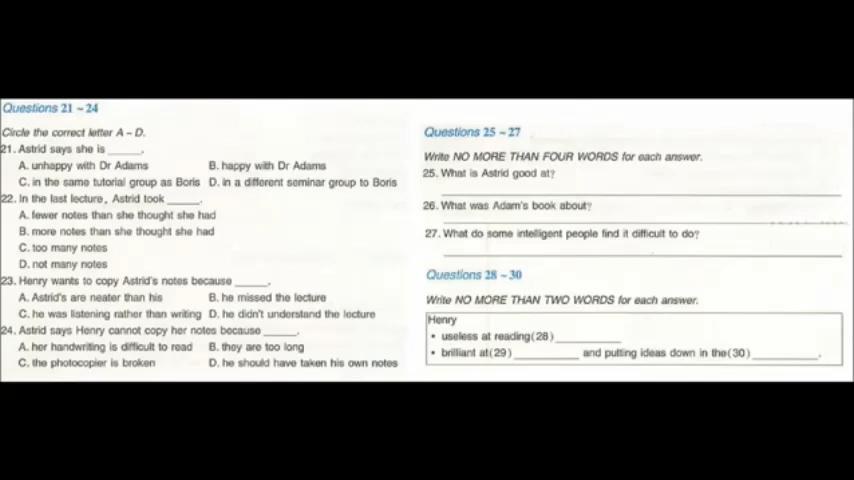 Questions 21 ~ 24
Circle the correct letter A – D.
21. Astrid says she is _____.
A. unhappy with Dr Adams B. happy with Dr Adams
C. in the same tutorial group as Boris D. in a different seminar group to Boris
22. In the last lecture, Astrid took _____.
A. fewer notes than she thought she had
B. more notes than she thought she had
C. too many notes
D. not many notes
23. Henry wants to copy Astrid's notes because _____.
A. Astrid's are neater than his B. he missed the lecture
C. he was listening rather than writing D. he didn't understand the lecture
24. Astrid says Henry cannot copy her notes because _____.
A. her handwriting is difficult to read B. they are too long
C. the photocopier is broken D. he should have taken his own notes
Questions 25 ~ 27
Write NO MORE THAN FOUR WORDS for each answer.
25. What is Astrid good at?
26. What was Adam's book about?
27. What do some intelligent people find it difficult to do?
Questions 28 ~ 30
Write NO MORE THAN TWO WORDS for each answer.
Henry
• useless at reading(28) __________
• brilliant at(29) __________ and putting ideas down in the(30) __________.